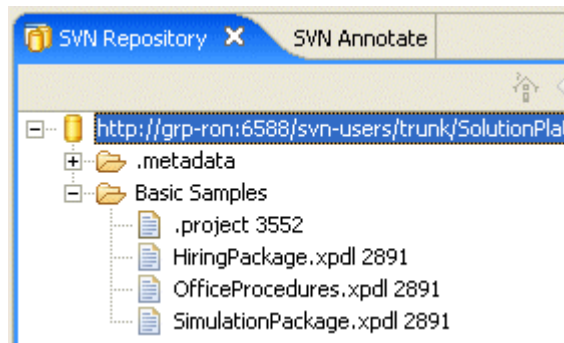 SVN Repository SVN Annotate
http://grp-ron:6588/svn-users/trunk/SolutionPla
.metadata
Basic Samples
.project 3552
HiringPackage.xpdl 2891
OfficeProcedures.xpdl 2891
SimulationPackage.xpdl 2891